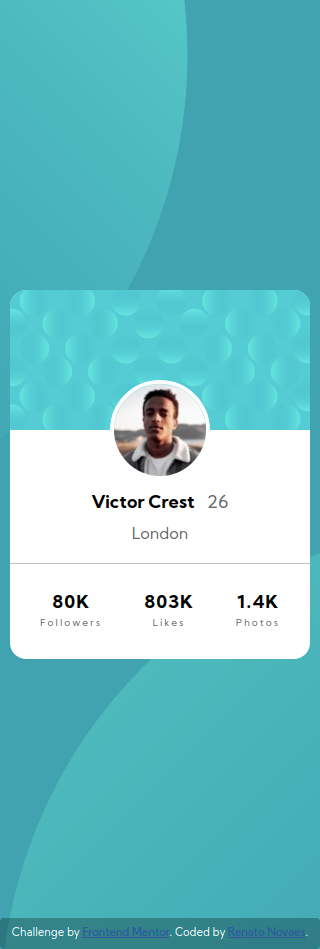 Victor Crest 26
London
80K 803K 1.4K
Followers Likes Photos
Challenge by Frontend Mentor. Coded by Renato Novaes.